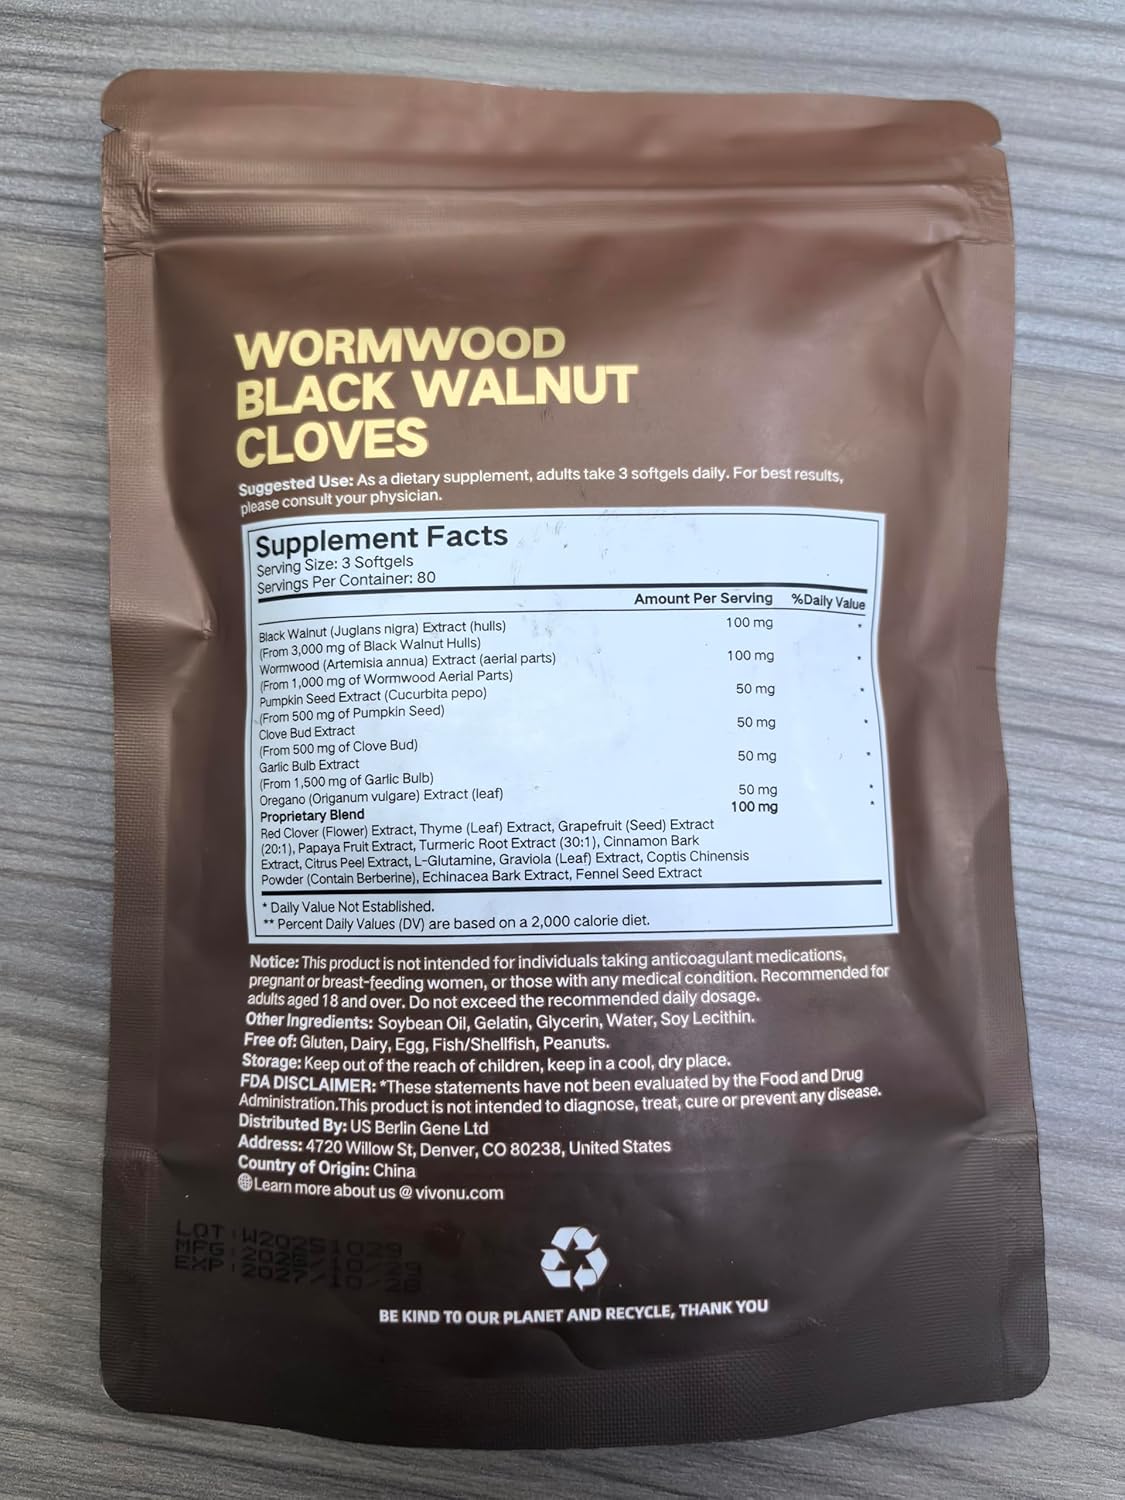 WORMWOOD
BLACK WALNUT
CLOVES
Suggested Use: As a dietary supplement, adults take 3 softgels daily. For best results,
please consult your physician.
Supplement Facts
Serving Size: 3 Softgels
Servings Per Container: 80
Amount Per Serving %Daily Value
Black Walnut (Juglans nigra) Extract (hulls) 100 mg *
(From 3,000 mg of Black Walnut Hulls)
Wormwood (Artemisia annua) Extract (aerial parts) 100 mg *
(From 1,000 mg of Wormwood Aerial Parts)
Pumpkin Seed Extract (Cucurbita pepo) 50 mg *
(From 500 mg of Pumpkin Seed)
Clove Bud Extract 50 mg *
(From 500 mg of Clove Bud)
Garlic Bulb Extract 50 mg *
(From 1,500 mg of Garlic Bulb)
Oregano (Origanum vulgare) Extract (leaf) 50 mg *
Proprietary Blend 100 mg *
Red Clover (Flower) Extract, Thyme (Leaf) Extract, Grapefruit (Seed) Extract
(20:1), Papaya Fruit Extract, Turmeric Root Extract (30:1), Cinnamon Bark
Extract, Citrus Peel Extract, L-Glutamine, Graviola (Leaf) Extract, Coptis Chinensis
Powder (Contain Berberine), Echinacea Bark Extract, Fennel Seed Extract
* Daily Value Not Established.
** Percent Daily Values (DV) are based on a 2,000 calorie diet.
Notice: This product is not intended for individuals taking anticoagulant medications,
pregnant or breast-feeding women, or those with any medical condition. Recommended for
adults aged 18 and over. Do not exceed the recommended daily dosage.
Other Ingredients: Soybean Oil, Gelatin, Glycerin, Water, Soy Lecithin.
Free of: Gluten, Dairy, Egg, Fish/Shellfish, Peanuts.
Storage: Keep out of the reach of children, keep in a cool, dry place.
FDA DISCLAIMER: *These statements have not been evaluated by the Food and Drug
Administration.This product is not intended to diagnose, treat, cure or prevent any disease.
Distributed By: US Berlin Gene Ltd
Address: 4720 Willow St, Denver, CO 80238, United States
Country of Origin: China
Learn more about us @ vivonu.com
LOT:
MFG:
EXP:
BE KIND TO OUR PLANET AND RECYCLE, THANK YOU